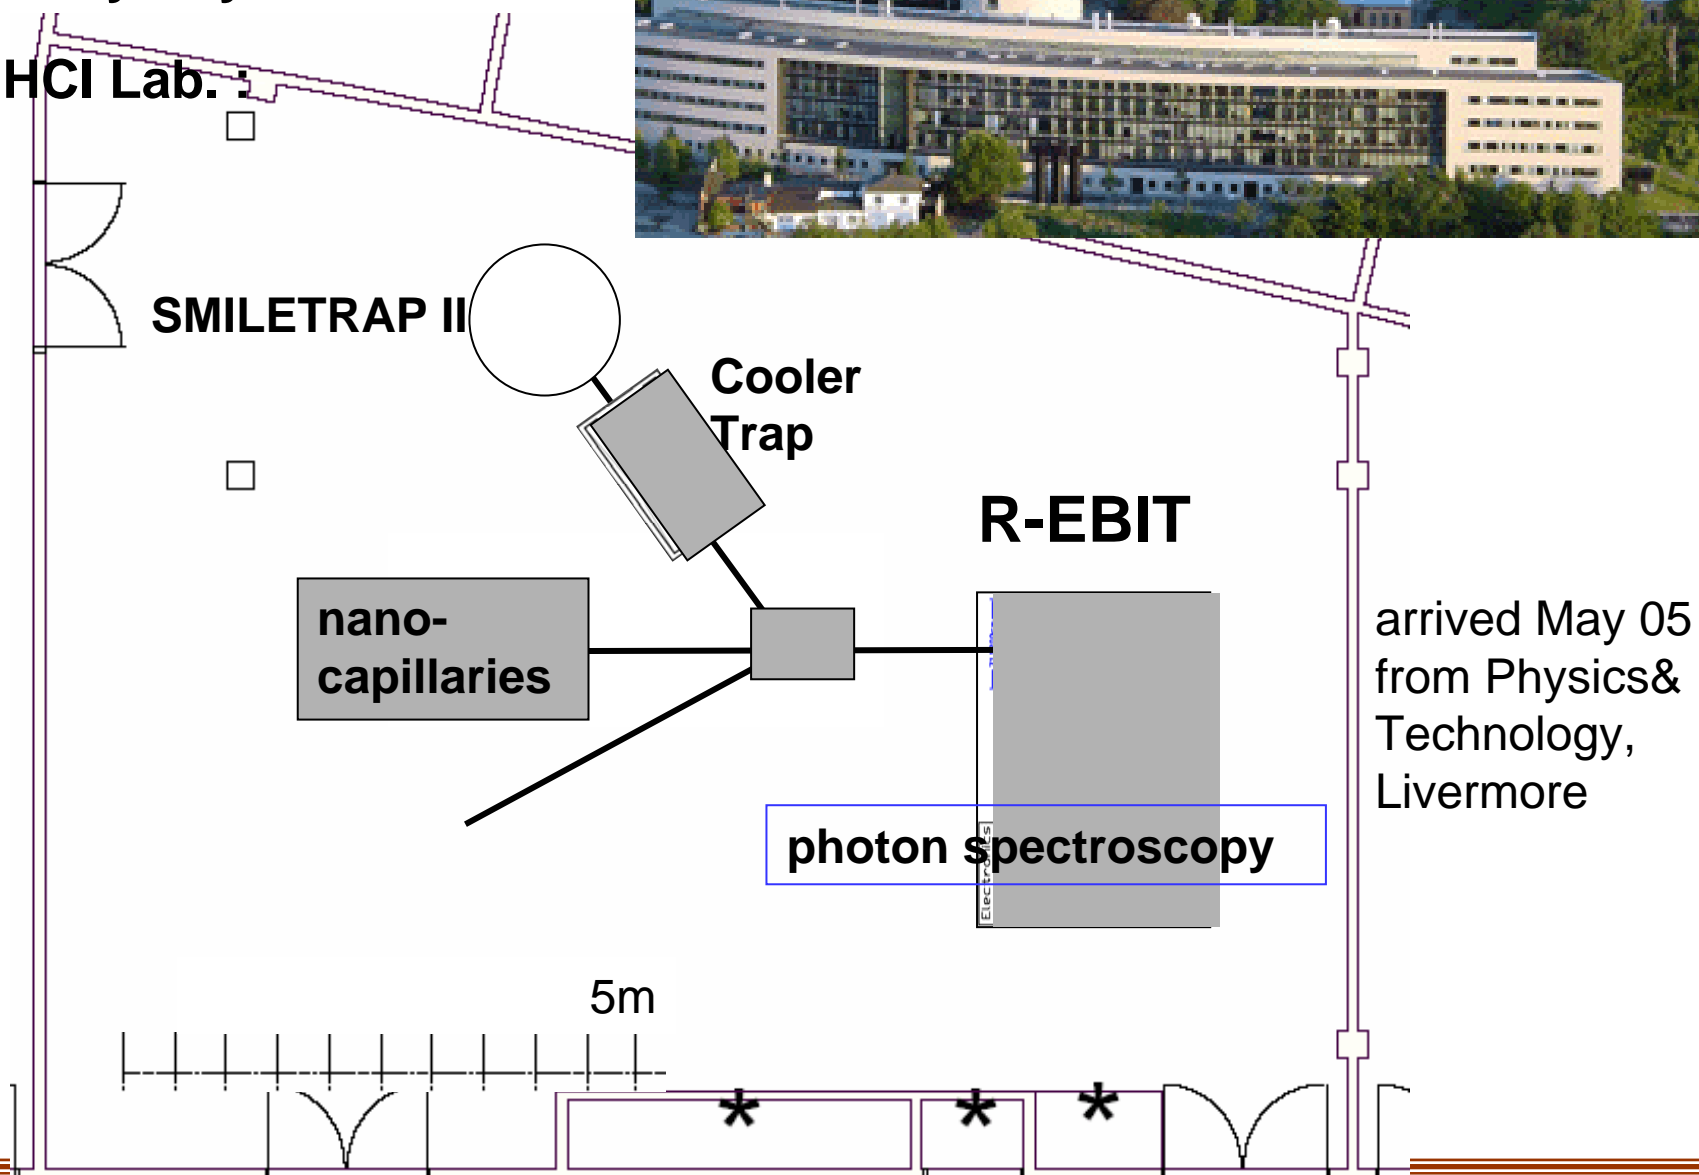 HCI Lab. :
SMILETRAP II
Cooler
Trap
R-EBIT
nano-
capillaries
arrived May 05
from Physics&
Technology,
Livermore
photon spectroscopy
Electronics
5m
* * *